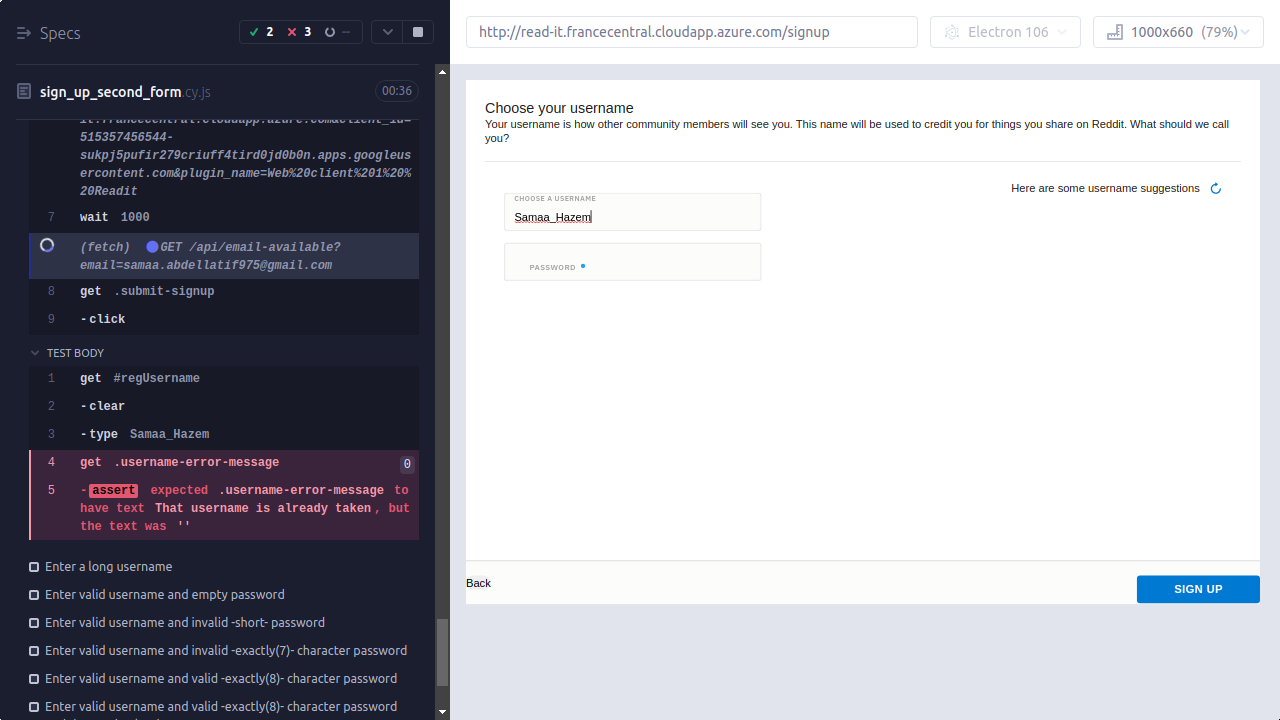 Specs
2
3
--
sign_up_second_form.cy.js
00:36
it.francecentral.cloudapp.azure.com&client_id=
515357456544-
sukpj5pufir279criuff4tird0jd0b0n.apps.googleus
ercontent.com&plugin_name=Web%20client%201%20%
20Readit
7 wait 1000
(fetch) GET /api/email-available?
email=samaa.abdellatif975@gmail.com
8 get .submit-signup
9 -click
TEST BODY
1 get #regUsername
2 -clear
3 -type Samaa_Hazem
4 get .username-error-message 0
5 -assert expected .username-error-message to
have text That username is already taken, but
the text was ''
Enter a long username
Enter valid username and empty password
Enter valid username and invalid -short- password
Enter valid username and invalid -exactly(7)- character password
Enter valid username and valid -exactly(8)- character password
Enter valid username and valid -exactly(8)- character password
http://read-it.francecentral.cloudapp.azure.com/signup
Electron 106
1000x660 (79%)
Choose your username
Your username is how other community members will see you. This name will be used to credit you for things you share on Reddit. What should we call
you?
Here are some username suggestions
CHOOSE A USERNAME
Samaa_Hazem
PASSWORD
Back
SIGN UP